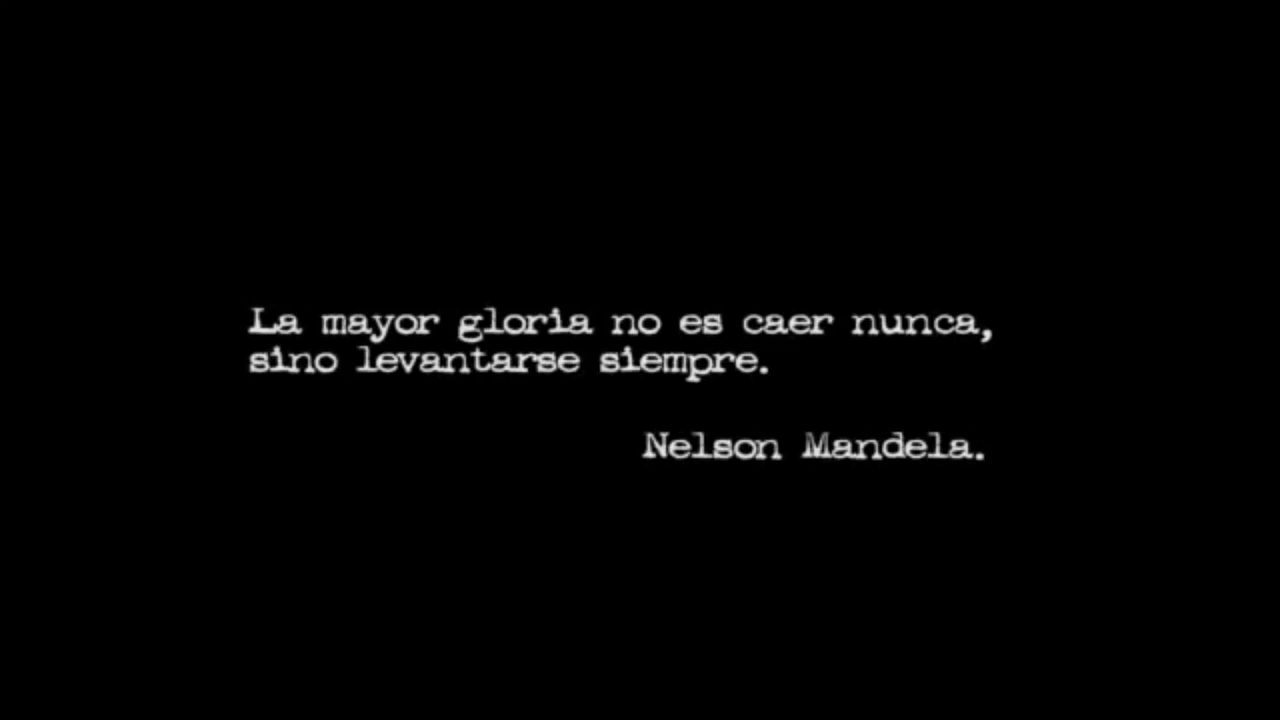 La mayor gloria no es caer nunca,
sino levantarse siempre.
Nelson Mandela.